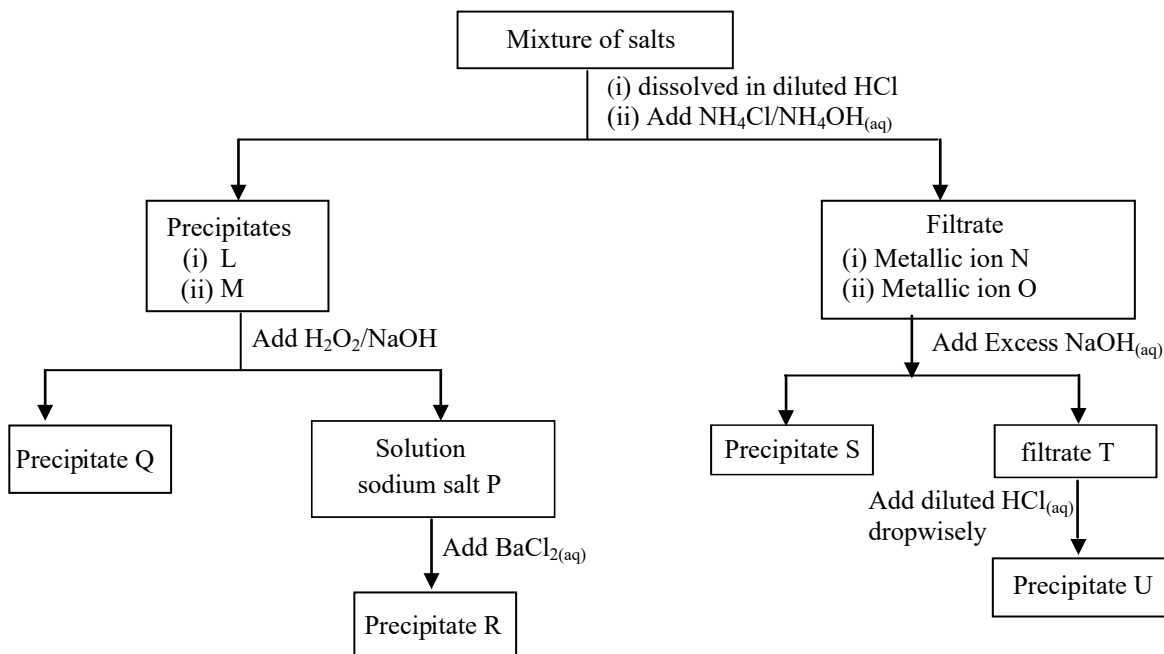 Mixture of salts
(i) dissolved in diluted HCl
(ii) Add NH₄Cl/NH₄OH₍aq₎
Precipitates
(i) L
(ii) M
Filtrate
(i) Metallic ion N
(ii) Metallic ion O
Add H₂O₂/NaOH
Add Excess NaOH₍aq₎
Precipitate Q
Solution
sodium salt P
Precipitate S
filtrate T
Add diluted HCl₍aq₎
dropwisely
Add BaCl₂₍aq₎
Precipitate U
Precipitate R